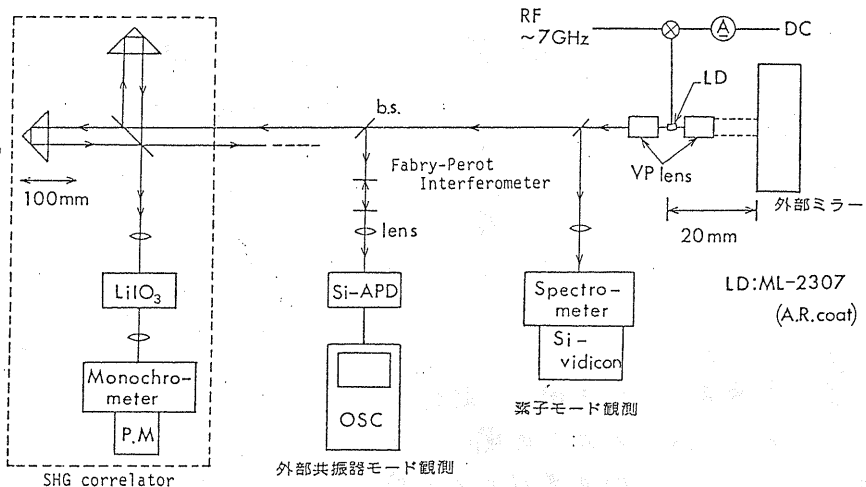 RF
~7GHz
A
DC
LD
b.s.
VP lens
外部ミラー
20mm
Fabry-Perot
Interferometer
lens
100mm
LiIO₃
Si-APD
Spectro-
meter
Si-
vidicon
LD:ML-2307
(A.R.coat)
Monochro-
meter
P.M
OSC
素子モード観測
外部共振器モード観測
SHG correlator